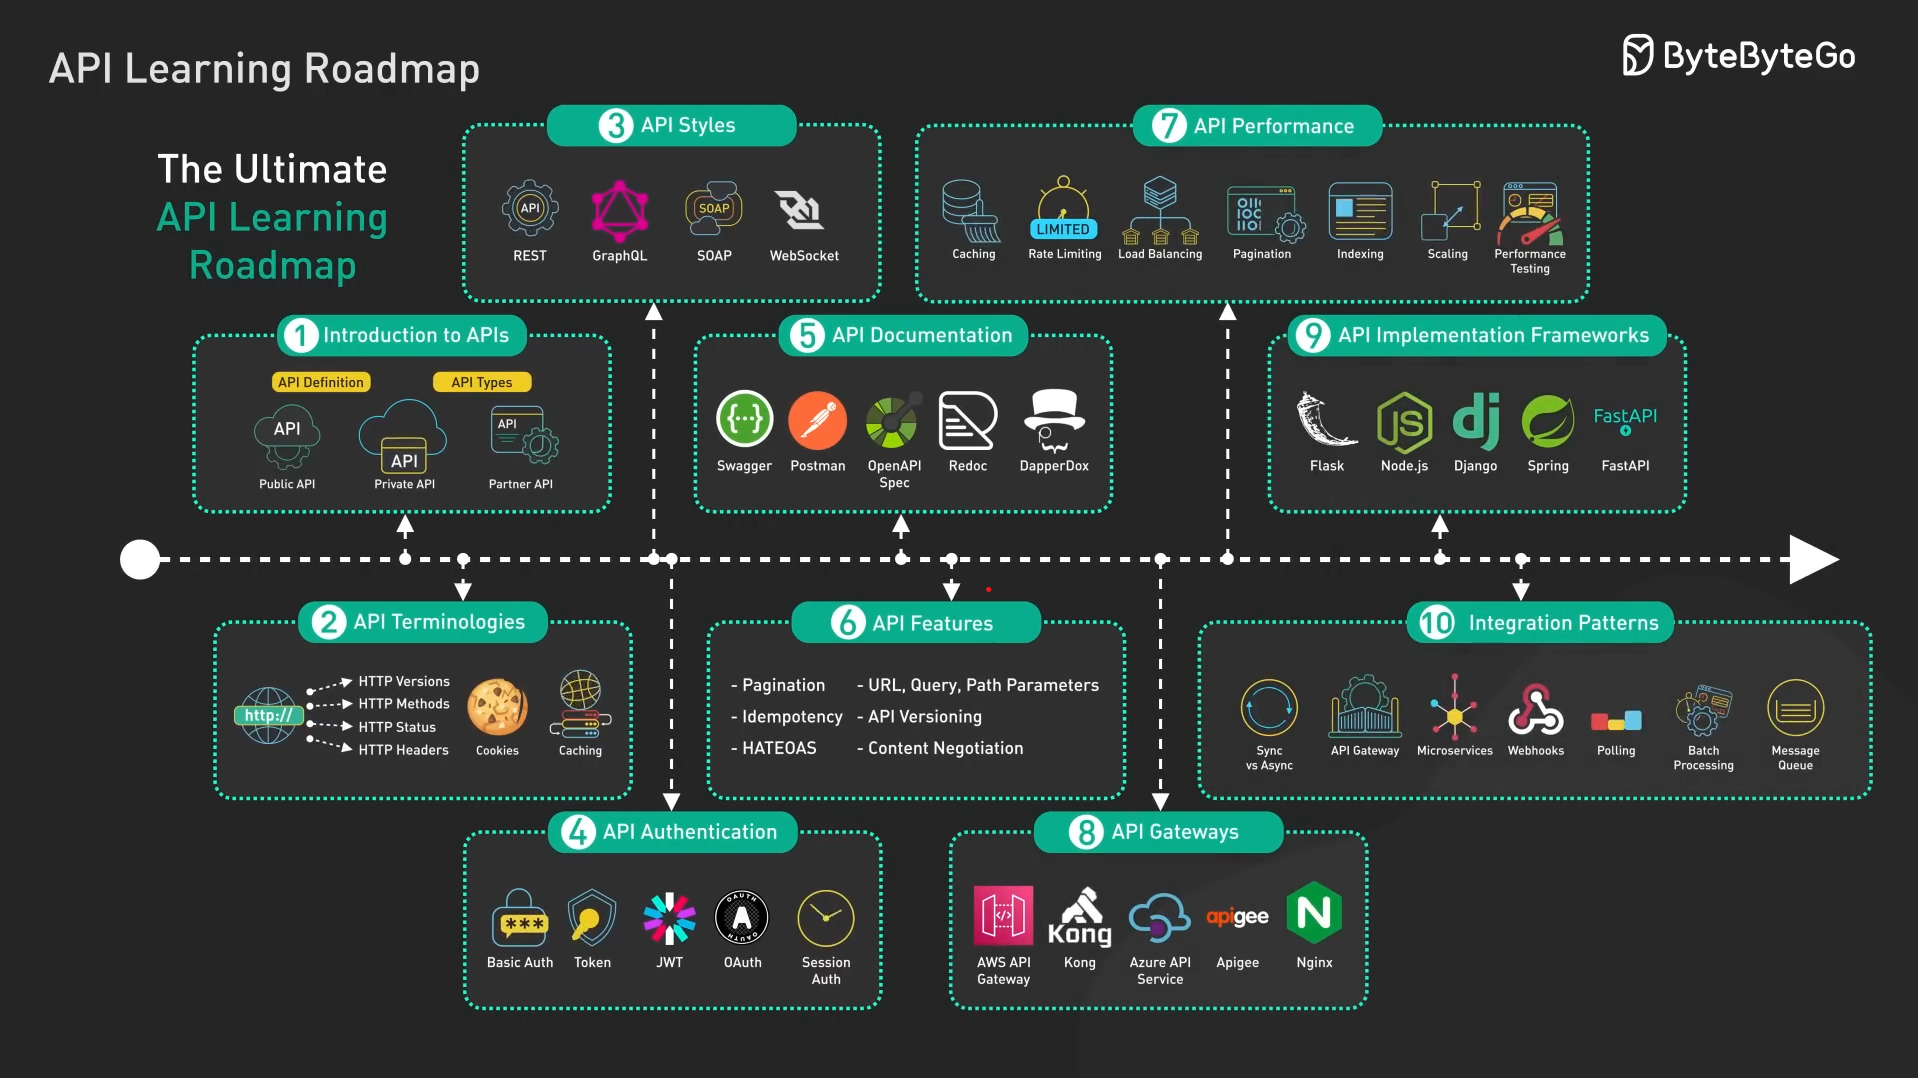 API Learning Roadmap
ByteByteGo
The Ultimate
API Learning
Roadmap
1 Introduction to APIs
API Definition
API Types
API
Public API
API
Private API
API
Partner API
2 API Terminologies
http://
HTTP Versions
HTTP Methods
HTTP Status
HTTP Headers
Cookies
Caching
3 API Styles
API
REST
GraphQL
SOAP
SOAP
WebSocket
4 API Authentication
***
Basic Auth
Token
JWT
OAUTH
A
OAUTH
OAuth
Session
Auth
5 API Documentation
{···}
Swagger
Postman
OpenAPI
Spec
Redoc
DapperDox
6 API Features
- Pagination
- Idempotency
- HATEOAS
- URL, Query, Path Parameters
- API Versioning
- Content Negotiation
7 API Performance
Caching
LIMITED
Rate Limiting
Load Balancing
Pagination
Indexing
Scaling
Performance
Testing
8 API Gateways
</>
AWS API
Gateway
Kong
Kong
Azure API
Service
apigee
Apigee
N
Nginx
9 API Implementation Frameworks
Flask
JS
Node.js
dj
Django
Spring
FastAPI
FastAPI
10 Integration Patterns
Sync
vs Async
API Gateway
Microservices
Webhooks
Polling
Batch
Processing
Message
Queue